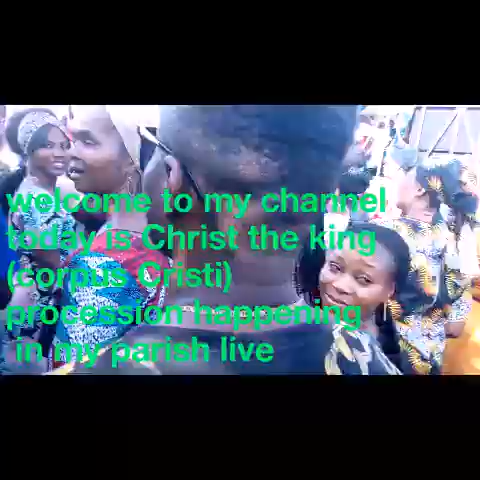 welcome to my channel
today is Christ the king
(corpus Cristi)
procession happening
in my parish live